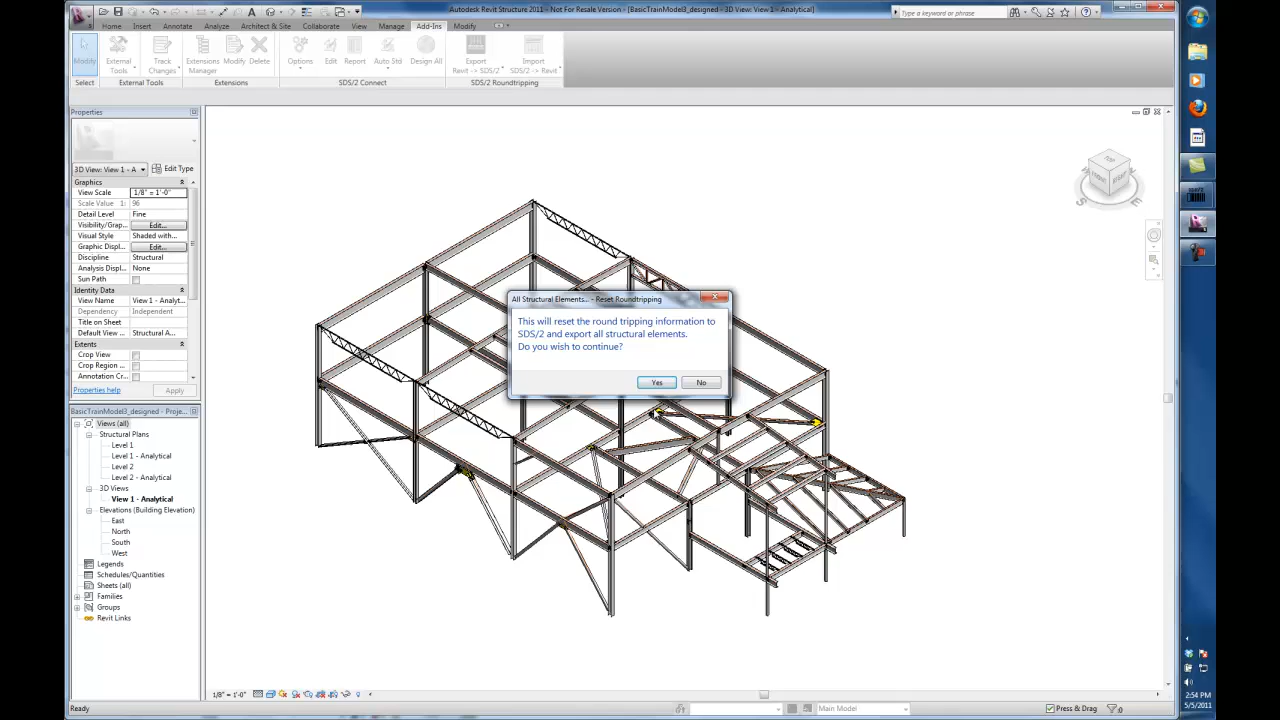 Autodesk Revit Structure 2011 - Not For Resale Version - [BasicTrainModel3_designed - 3D View: View 1 - Analytical]
Type a keyword or phrase
Home Insert Annotate Analyze Architect & Site Collaborate View Manage Add-Ins Modify
Modify External Tools Track Changes Extensions Manager Modify Delete Options Edit Report Auto Std Design All Export Revit -> SDS/2 Import SDS/2 -> Revit
Select External Tools Extensions SDS/2 Connect SDS/2 Roundtripping
Properties
3D View: View 1 - A Edit Type
Graphics
View Scale 1/8" = 1'-0"
Scale Value 1: 96
Detail Level Fine
Visibility/Grap... Edit...
Visual Style Shaded with...
Graphic Displ... Edit...
Discipline Structural
Analysis Displ... None
Sun Path
Identity Data
View Name View 1 - Analyt...
Dependency Independent
Title on Sheet
Default View ... Structural A...
Extents
Crop View
Crop Region ...
Annotation Cr...
Properties help Apply
BasicTrainModel3_designed - Proje...
Views (all)
Structural Plans
Level 1
Level 1 - Analytical
Level 2
Level 2 - Analytical
3D Views
View 1 - Analytical
Elevations (Building Elevation)
East
North
South
West
Legends
Schedules/Quantities
Sheets (all)
Families
Groups
Revit Links
TOP
FRONT RIGHT
S E
All Structural Elements... - Reset Roundtripping
This will reset the round tripping information to
SDS/2 and export all structural elements.
Do you wish to continue?
Yes No
1/8" = 1'-0"
Ready
Main Model
Press & Drag
:0
2:54 PM
5/5/2011